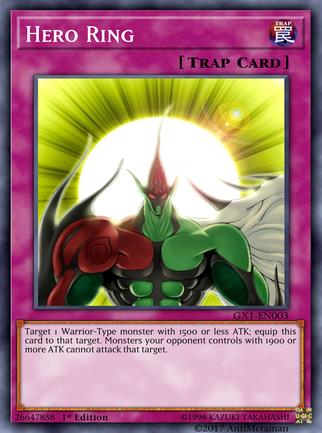 Hero Ring
TRAP
罠
[Trap Card]
GX1-EN003
Target 1 Warrior-Type monster with 1500 or less ATK; equip
this card to that target. Monsters your opponent controls with 1900 or
more ATK cannot attack that target.
26647858 1st Edition ©1996 KAZUKI TAKAHASHI
©2017 AntiMetaman